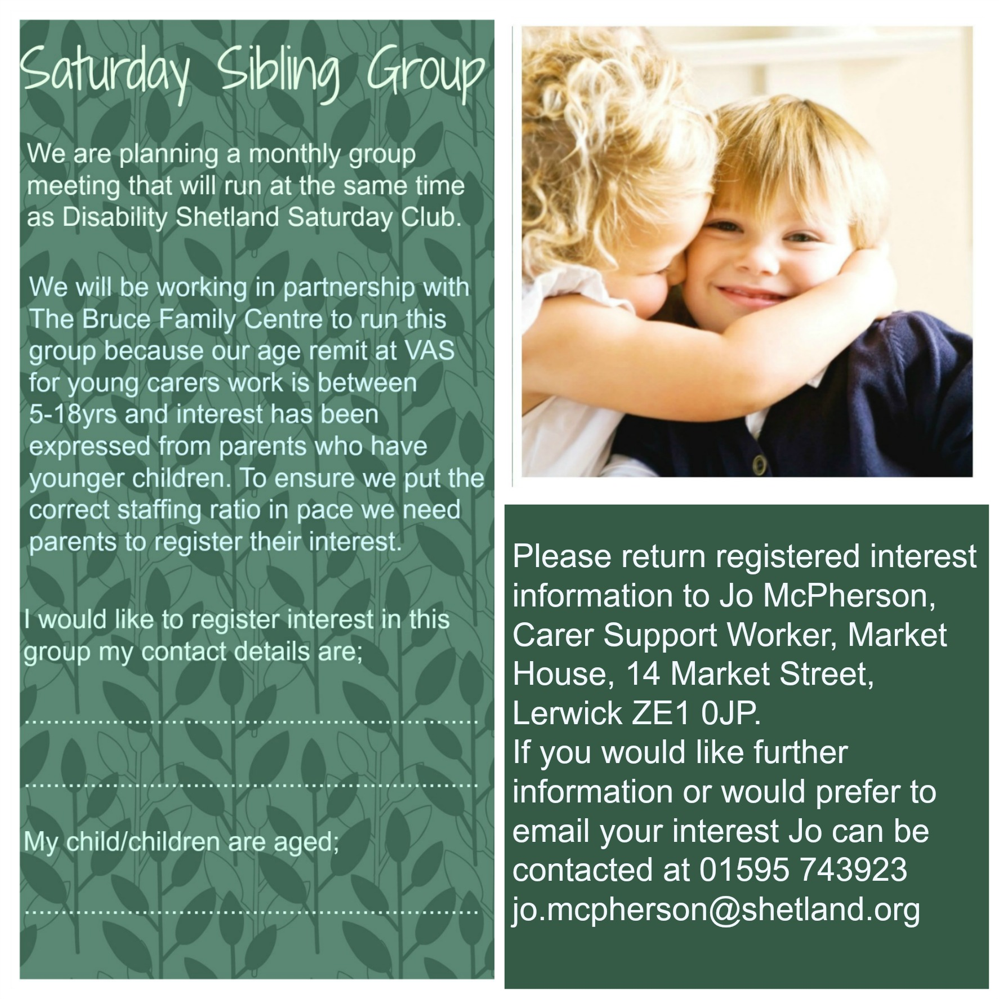 Saturday Sibling Group
We are planning a monthly group
meeting that will run at the same time
as Disability Shetland Saturday Club.
We will be working in partnership with
The Bruce Family Centre to run this
group because our age remit at VAS
for young carers work is between
5-18yrs and interest has been
expressed from parents who have
younger children. To ensure we put the
correct staffing ratio in pace we need
parents to register their interest.
I would like to register interest in this
group my contact details are;
................................................................
................................................................
My child/children are aged;
................................................................
Please return registered interest
information to Jo McPherson,
Carer Support Worker, Market
House, 14 Market Street,
Lerwick ZE1 0JP.
If you would like further
information or would prefer to
email your interest Jo can be
contacted at 01595 743923
jo.mcpherson@shetland.org